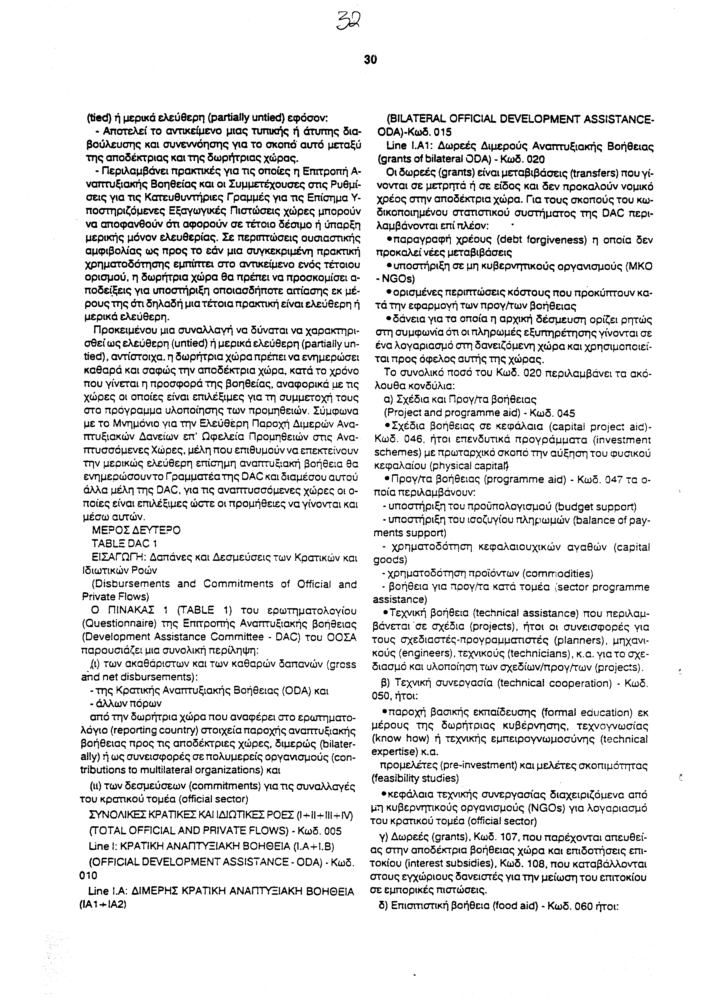 32
30
(tied) ή μερικά ελεύθερη (partially untied) εφόσον:
- Αποτελεί το αντικείμενο μιας τυπικής ή άτυπης δια-
βούλευσης και συνεννόησης για το σκοπό αυτό μεταξύ
της αποδέκτριας και της δωρήτριας χώρας.
- Περιλαμβάνει πρακτικές για τις οποίες η Επιτροπή Α-
ναπτυξιακής Βοηθείας και οι Συμμετέχουσες στις Ρυθμί-
σεις για τις Κατευθυντήριες Γραμμές για τις Επίσημα Υ-
ποστηριζόμενες Εξαγωγικές Πιστώσεις χώρες μπορούν
να αποφανθούν ότι αφορούν σε τέτοιο δέσιμο ή ύπαρξη
μερικής μόνον ελευθερίας. Σε περιπτώσεις ουσιαστικής
αμφιβολίας ως προς το εάν μια συγκεκριμένη πρακτική
χρηματοδότησης εμπίπτει στο αντικείμενο ενός τέτοιου
ορισμού, η δωρήτρια χώρα θα πρέπει να προσκομίσει α-
ποδείξεις για υποστήριξη οποιασδήποτε αιτίασης εκ μέ-
ρους της ότι δηλαδή μια τέτοια πρακτική είναι ελεύθερη ή
μερικά ελεύθερη.
Προκειμένου μια συναλλαγή να δύναται να χαρακτηρι-
σθεί ως ελεύθερη (untied) ή μερικά ελεύθερη (partially un-
tied), αντίστοιχα, η δωρήτρια χώρα πρέπει να ενημερώσει
καθαρά και σαφώς την αποδέκτρια χώρα, κατά το χρόνο
που γίνεται η προσφορά της βοηθείας, αναφορικά με τις
χώρες οι οποίες είναι επιλέξιμες για τη συμμετοχή τους
στο πρόγραμμα υλοποίησης των προμηθειών. Σύμφωνα
με το Μνημόνιο για την Ελεύθερη Παροχή Διμερών Ανα-
πτυξιακών Δανείων επ' Ωφελεία Προμηθειών στις Ανα-
πτυσσόμενες Χώρες, μέλη που επιθυμούν να επεκτείνουν
την μερικώς ελεύθερη επίσημη αναπτυξιακή βοήθεια θα
ενημερώσουν το Γραμματέα της DAC και διαμέσου αυτού
άλλα μέλη της DAC, για τις αναπτυσσόμενες χώρες οι ο-
ποίες είναι επιλέξιμες ώστε οι προμήθειες να γίνονται και
μέσω αυτών.
ΜΕΡΟΣ ΔΕΥΤΕΡΟ
TABLE DAC 1
ΕΙΣΑΓΩΓΗ: Δαπάνες και Δεσμεύσεις των Κρατικών και
Ιδιωτικών Ροών
(Disbursements and Commitments of Official and
Private Flows)
Ο ΠΙΝΑΚΑΣ 1 (TABLE 1) του ερωτηματολογίου
(Questionnaire) της Επιτροπής Αναπτυξιακής βοήθειας
(Development Assistance Committee - DAC) του ΟΟΣΑ
παρουσιάζει μια συνολική περίληψη:
(ι) των ακαθάριστων και των καθαρών δαπανών (gross
and net disbursements):
- της Κρατικής Αναπτυξιακής Βοήθειας (ODA) και
- άλλων πόρων
από την δωρήτρια χώρα που αναφέρει στο ερωτηματο-
λόγιο (reporting country) στοιχεία παροχής αναπτυξιακής
βοήθειας προς τις αποδέκτριες χώρες, διμερώς (bilater-
ally) ή ως συνεισφορές σε πολυμερείς οργανισμούς (con-
tributions to multilateral organizations) και
(ιι) των δεσμεύσεων (commitments) για τις συναλλαγές
του κρατικού τομέα (official sector)
ΣΥΝΟΛΙΚΕΣ ΚΡΑΤΙΚΕΣ ΚΑΙ ΙΔΙΩΤΙΚΕΣ ΡΟΕΣ (I+II+III+IV)
(TOTAL OFFICIAL AND PRIVATE FLOWS) - Κωδ. 005
Line I: ΚΡΑΤΙΚΗ ΑΝΑΠΤΥΞΙΑΚΗ ΒΟΗΘΕΙΑ (I.A+I.B)
(OFFICIAL DEVELOPMENT ASSISTANCE - ODA) - Κωδ.
010
Line I.A: ΔΙΜΕΡΗΣ ΚΡΑΤΙΚΗ ΑΝΑΠΤΥΞΙΑΚΗ ΒΟΗΘΕΙΑ
(IA1+IA2)
(BILATERAL OFFICIAL DEVELOPMENT ASSISTANCE-
ODA)-Κωδ. 015
Line I.A1: Δωρεές Διμερούς Αναπτυξιακής Βοήθειας
(grants of bilateral ODA) - Κωδ. 020
Οι δωρεές (grants) είναι μεταβιβάσεις (transfers) που γί-
νονται σε μετρητά ή σε είδος και δεν προκαλούν νομικό
χρέος στην αποδέκτρια χώρα. Για τους σκοπούς του κω-
δικοποιημένου στατιστικού συστήματος της DAC περι-
λαμβάνονται επί πλέον:
•παραγραφή χρέους (debt forgiveness) η οποία δεν
προκαλεί νέες μεταβιβάσεις
•υποστήριξη σε μη κυβερνητικούς οργανισμούς (ΜΚΟ
- NGOs)
•ορισμένες περιπτώσεις κόστους που προκύπτουν κα-
τά την εφαρμογή των προγ/των βοήθειας
•δάνεια για τα οποία η αρχική δέσμευση ορίζει ρητώς
στη συμφωνία ότι οι πληρωμές εξυπηρέτησης γίνονται σε
ένα λογαριασμό στη δανειζόμενη χώρα και χρησιμοποιεί-
ται προς όφελος αυτής της χώρας.
Το συνολικό ποσό του Κωδ. 020 περιλαμβάνει τα ακό-
λουθα κονδύλια:
α) Σχέδια και Προγ/τα βοήθειας
(Project and programme aid) - Κωδ. 045
•Σχέδια βοήθειας σε κεφάλαια (capital project aid)-
Κωδ. 046, ήτοι επενδυτικά προγράμματα (investment
schemes) με πρωταρχικό σκοπό την αύξηση του φυσικού
κεφαλαίου (physical capital)
•Προγ/τα βοήθειας (programme aid) - Κωδ. 047 τα ο-
ποία περιλαμβάνουν:
- υποστήριξη του προϋπολογισμού (budget support)
- υποστήριξη του ισοζυγίου πληρωμών (balance of pay-
ments support)
- χρηματοδότηση κεφαλαιουχικών αγαθών (capital
goods)
- χρηματοδότηση προϊόντων (commodities)
- βοήθεια για προγ/τα κατά τομέα (sector programme
assistance)
•Τεχνική βοήθεια (technical assistance) που περιλαμ-
βάνεται σε σχέδια (projects), ήτοι οι συνεισφορές για
τους σχεδιαστές-προγραμματιστές (planners), μηχανι-
κούς (engineers), τεχνικούς (technicians), κ.α. για το σχε-
διασμό και υλοποίηση των σχεδίων/προγ/των (projects).
β) Τεχνική συνεργασία (technical cooperation) - Κωδ.
050, ήτοι:
•παροχή βασικής εκπαίδευσης (formal education) εκ
μέρους της δωρήτριας κυβέρνησης, τεχνογνωσίας
(know how) ή τεχνικής εμπειρογνωμοσύνης (technical
expertise) κ.α.
προμελέτες (pre-investment) και μελέτες σκοπιμότητας
(feasibility studies)
•κεφάλαια τεχνικής συνεργασίας διαχειριζόμενα από
μη κυβερνητικούς οργανισμούς (NGOs) για λογαριασμό
του κρατικού τομέα (official sector)
γ) Δωρεές (grants), Κωδ. 107, που παρέχονται απευθεί-
ας στην αποδέκτρια βοήθειας χώρα και επιδοτήσεις επι-
τοκίου (interest subsidies), Κωδ. 108, που καταβάλλονται
στους εγχώριους δανειστές για την μείωση του επιτοκίου
σε εμπορικές πιστώσεις.
δ) Επισιτιστική βοήθεια (food aid) - Κωδ. 060 ήτοι: